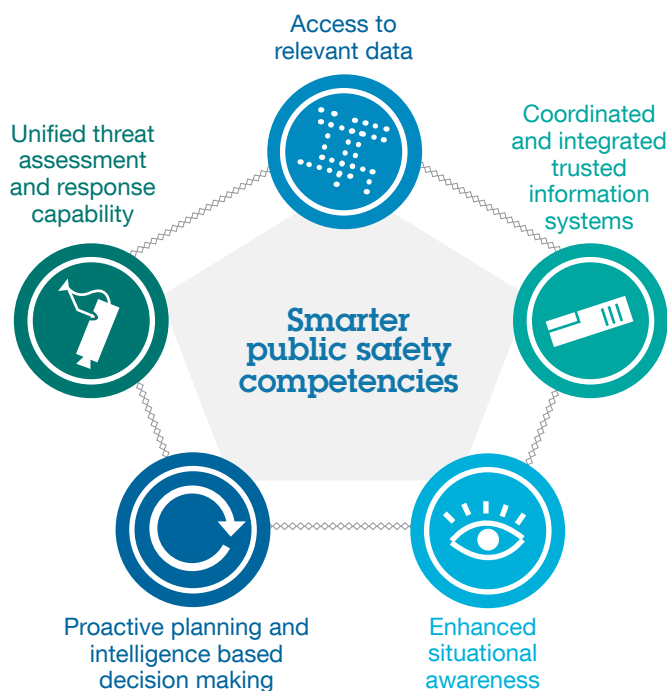 Access to
relevant data
Coordinated
and integrated
trusted
information
systems
Unified threat
assessment
and response
capability
Smarter
public safety
competencies
Proactive planning and
intelligence based
decision making
Enhanced
situational
awareness